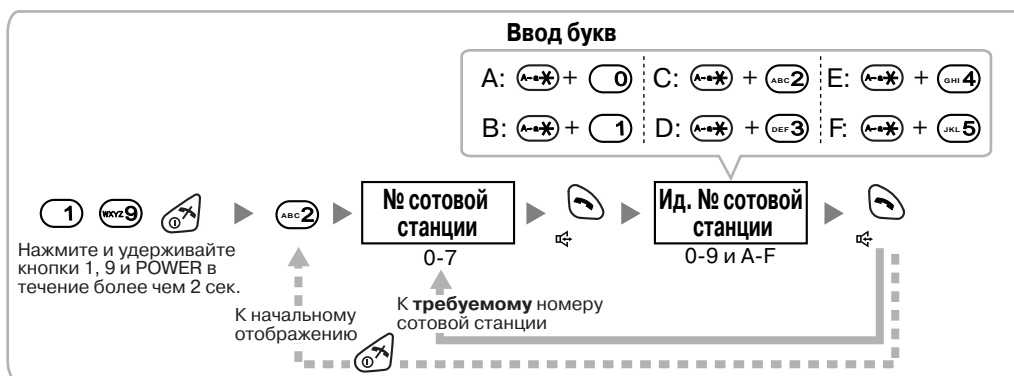 Ввод букв
A: A-a✱ + 0 C: A-a✱ + ABC2 E: A-a✱ + GHI4
B: A-a✱ + 1 D: A-a✱ + DEF3 F: A-a✱ + JKL5
1 WXYZ9 ABC2 № сотовой станции Ид. № сотовой станции
0-7 0-9 и A-F
Нажмите и удерживайте
кнопки 1, 9 и POWER в
течение более чем 2 сек.
К начальному
отображению
К требуемому номеру
сотовой станции